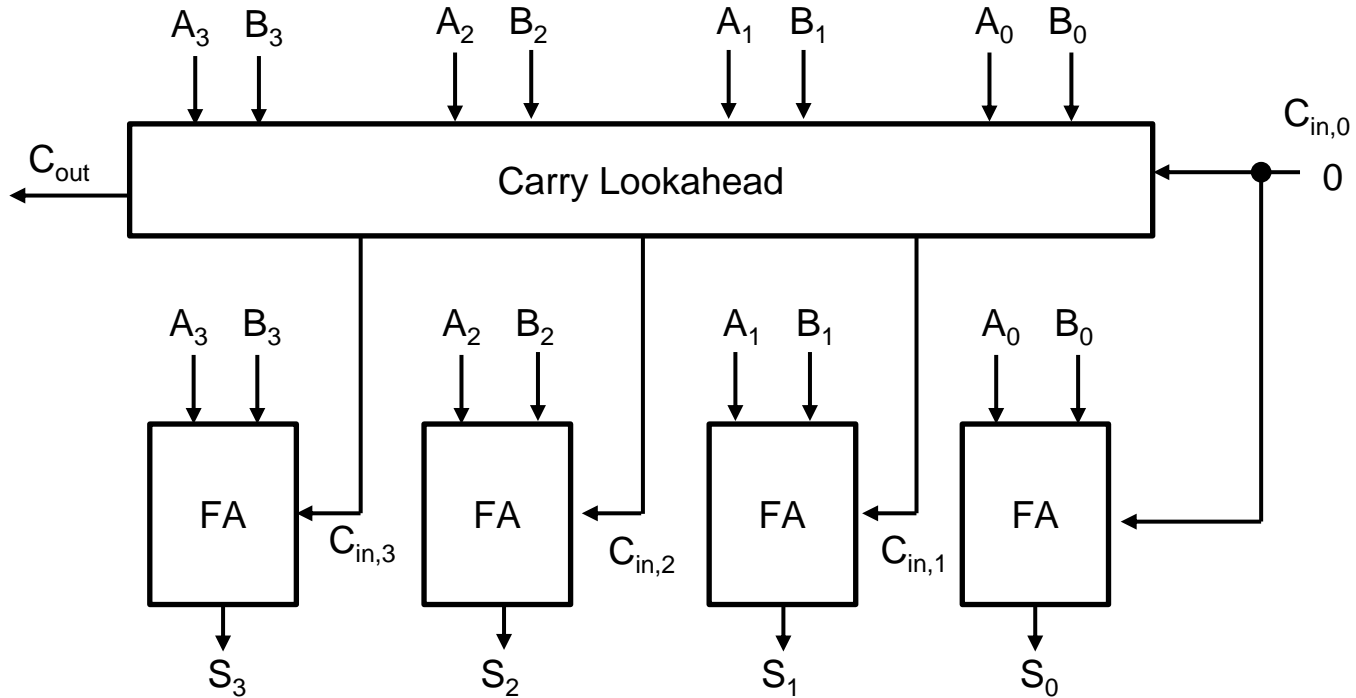 A3 B3 A2 B2 A1 B1 A0 B0
Cin,0
Cout
Carry Lookahead
0
A3 B3 A2 B2 A1 B1 A0 B0
FA FA FA FA
Cin,3 Cin,2 Cin,1
S3 S2 S1 S0